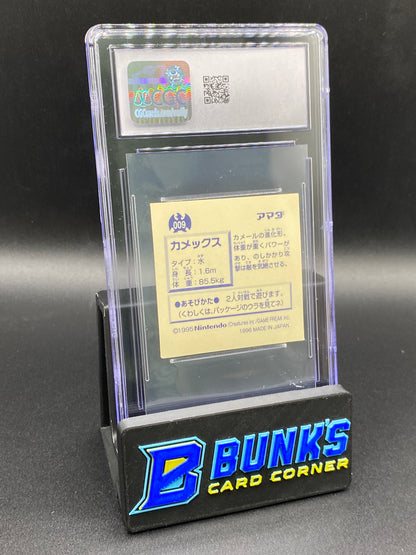 009
アマダ
カメックス
タイプ：水
身　長：1.6m
体　重：85.5kg
カメールの進化形。
体重が重くパワーが
あり、のしかかり攻
撃は敵を気絶させる。
●あそびかた●
2人対戦で遊びます。
(くわしくは、パッケージのウラを見て?)
©1995 Nintendo/Creatures inc/GAME FREAK inc.
1996 MADE IN JAPAN.
BUNK'S
CARD CORNER